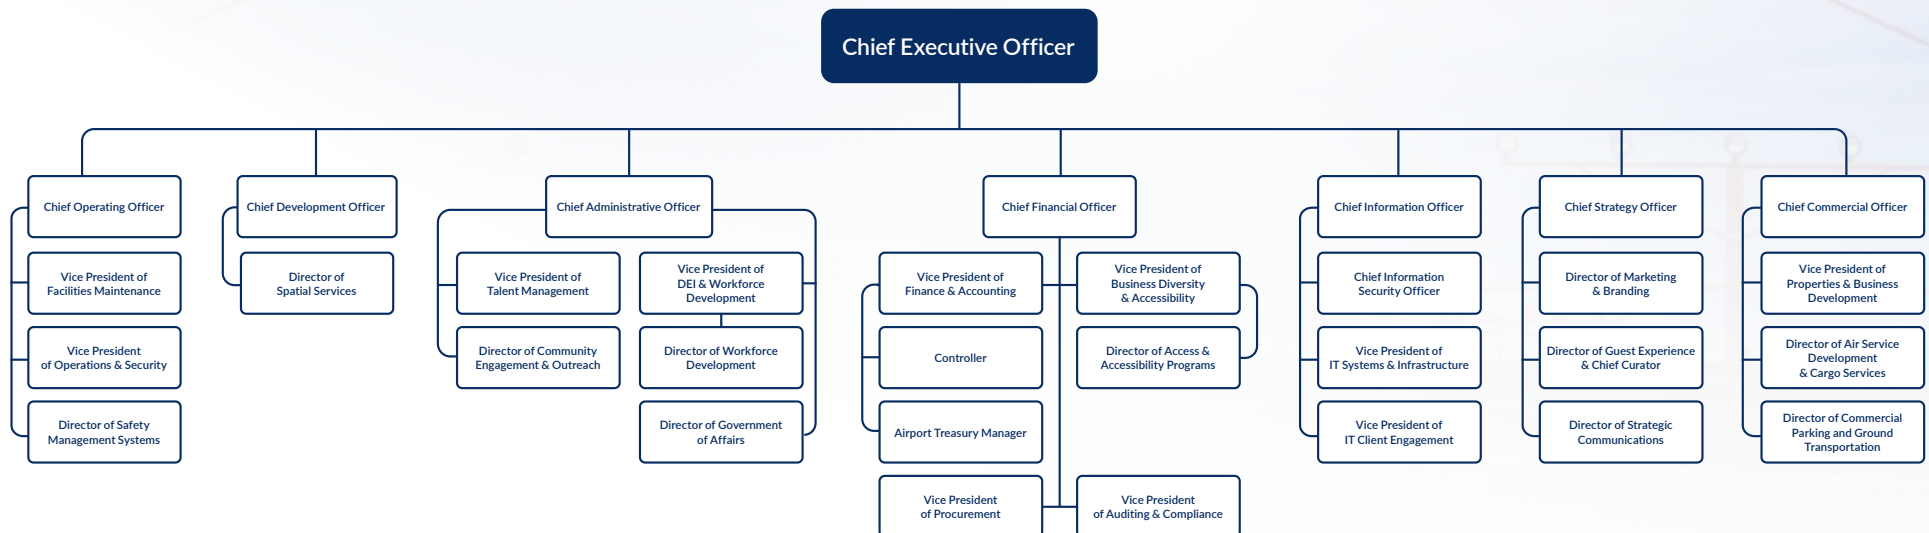 Chief Executive Officer
Chief Operating Officer
Vice President of
Facilities Maintenance
Vice President
of Operations & Security
Director of Safety
Management Systems
Chief Development Officer
Director of
Spatial Services
Chief Administrative Officer
Vice President of
Talent Management
Director of Community
Engagement & Outreach
Vice President of
DEI & Workforce
Development
Director of Workforce
Development
Director of Government
of Affairs
Chief Financial Officer
Vice President of
Finance & Accounting
Controller
Airport Treasury Manager
Vice President of
Business Diversity
& Accessibility
Director of Access &
Accessibility Programs
Vice President
of Procurement
Vice President
of Auditing & Compliance
Chief Information Officer
Chief Information
Security Officer
Vice President of
IT Systems & Infrastructure
Vice President of
IT Client Engagement
Chief Strategy Officer
Director of Marketing
& Branding
Director of Guest Experience
& Chief Curator
Director of Strategic
Communications
Chief Commercial Officer
Vice President of
Properties & Business
Development
Director of Air Service
Development
& Cargo Services
Director of Commercial
Parking and Ground
Transportation